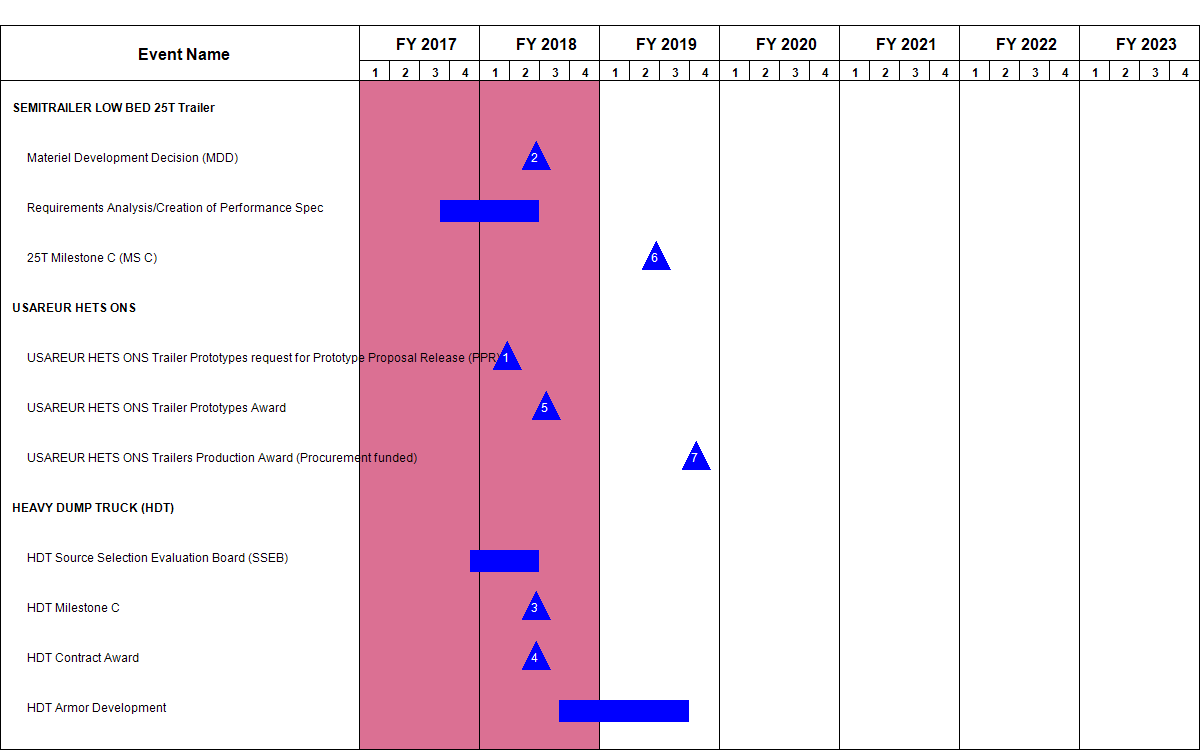 Event Name FY 2017 FY 2018 FY 2019 FY 2020 FY 2021 FY 2022 FY 2023
1 2 3 4 1 2 3 4 1 2 3 4 1 2 3 4 1 2 3 4 1 2 3 4 1 2 3 4
SEMITRAILER LOW BED 25T Trailer
Materiel Development Decision (MDD) 2
Requirements Analysis/Creation of Performance Spec
25T Milestone C (MS C) 6
USAREUR HETS ONS
USAREUR HETS ONS Trailer Prototypes request for Prototype Proposal Release (PPR) 1
USAREUR HETS ONS Trailer Prototypes Award 5
USAREUR HETS ONS Trailers Production Award (Procurement funded) 7
HEAVY DUMP TRUCK (HDT)
HDT Source Selection Evaluation Board (SSEB)
HDT Milestone C 3
HDT Contract Award 4
HDT Armor Development